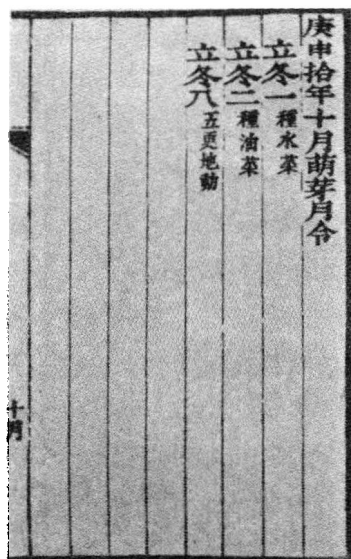 庚申拾年十月萌芽月令
立冬一 種水菜
立冬二 種油菜
立冬八 五更地動
十月